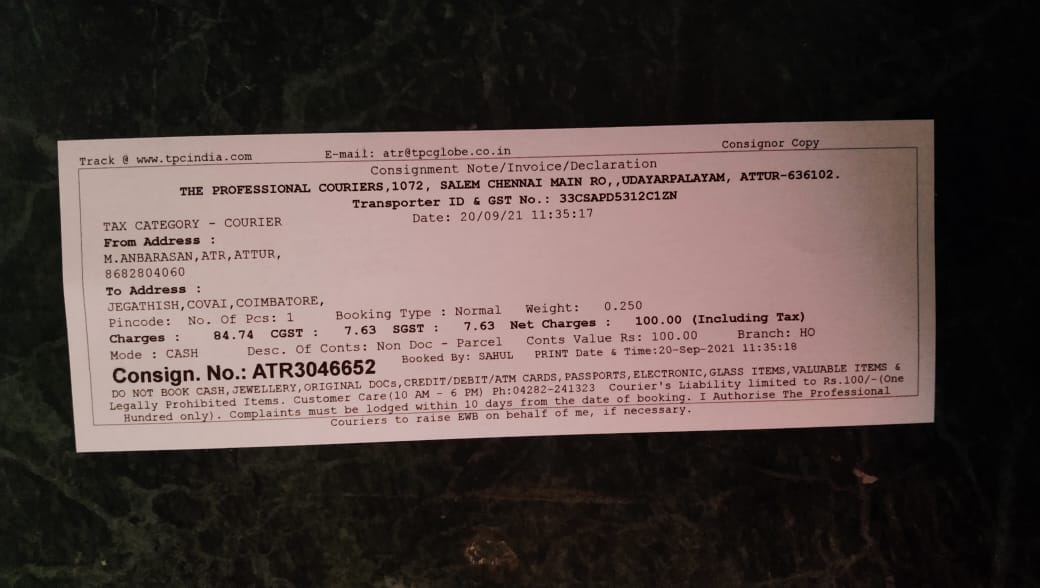 Track @ www.tpcindia.com E-mail: atr@tpcglobe.co.in Consignor Copy
Consignment Note/Invoice/Declaration
THE PROFESSIONAL COURIERS,1072, SALEM CHENNAI MAIN RO,,UDAYARPALAYAM, ATTUR-636102.
Transporter ID & GST No.: 33CSAPD5312C1ZN
TAX CATEGORY - COURIER Date: 20/09/21 11:35:17
From Address :
M.ANBARASAN,ATR,ATTUR,
8682804060
To Address :
JEGATHISH,COVAI,COIMBATORE,
Pincode: No. Of Pcs: 1 Booking Type : Normal Weight: 0.250
Charges : 84.74 CGST : 7.63 SGST : 7.63 Net Charges : 100.00 (Including Tax)
Mode : CASH Desc. Of Conts: Non Doc - Parcel Conts Value Rs: 100.00 Branch: HO
Consign. No.: ATR3046652 Booked By: SAHUL PRINT Date & Time:20-Sep-2021 11:35:18
DO NOT BOOK CASH,JEWELLERY,ORIGINAL DOCs,CREDIT/DEBIT/ATM CARDS,PASSPORTS,ELECTRONIC,GLASS ITEMS,VALUABLE ITEMS &
Legally Prohibited Items. Customer Care(10 AM - 6 PM) Ph:04282-241323 Courier's Liability limited to Rs.100/-(One
Hundred only). Complaints must be lodged within 10 days from the date of booking. I Authorise The Professional
Couriers to raise EWB on behalf of me, if necessary.